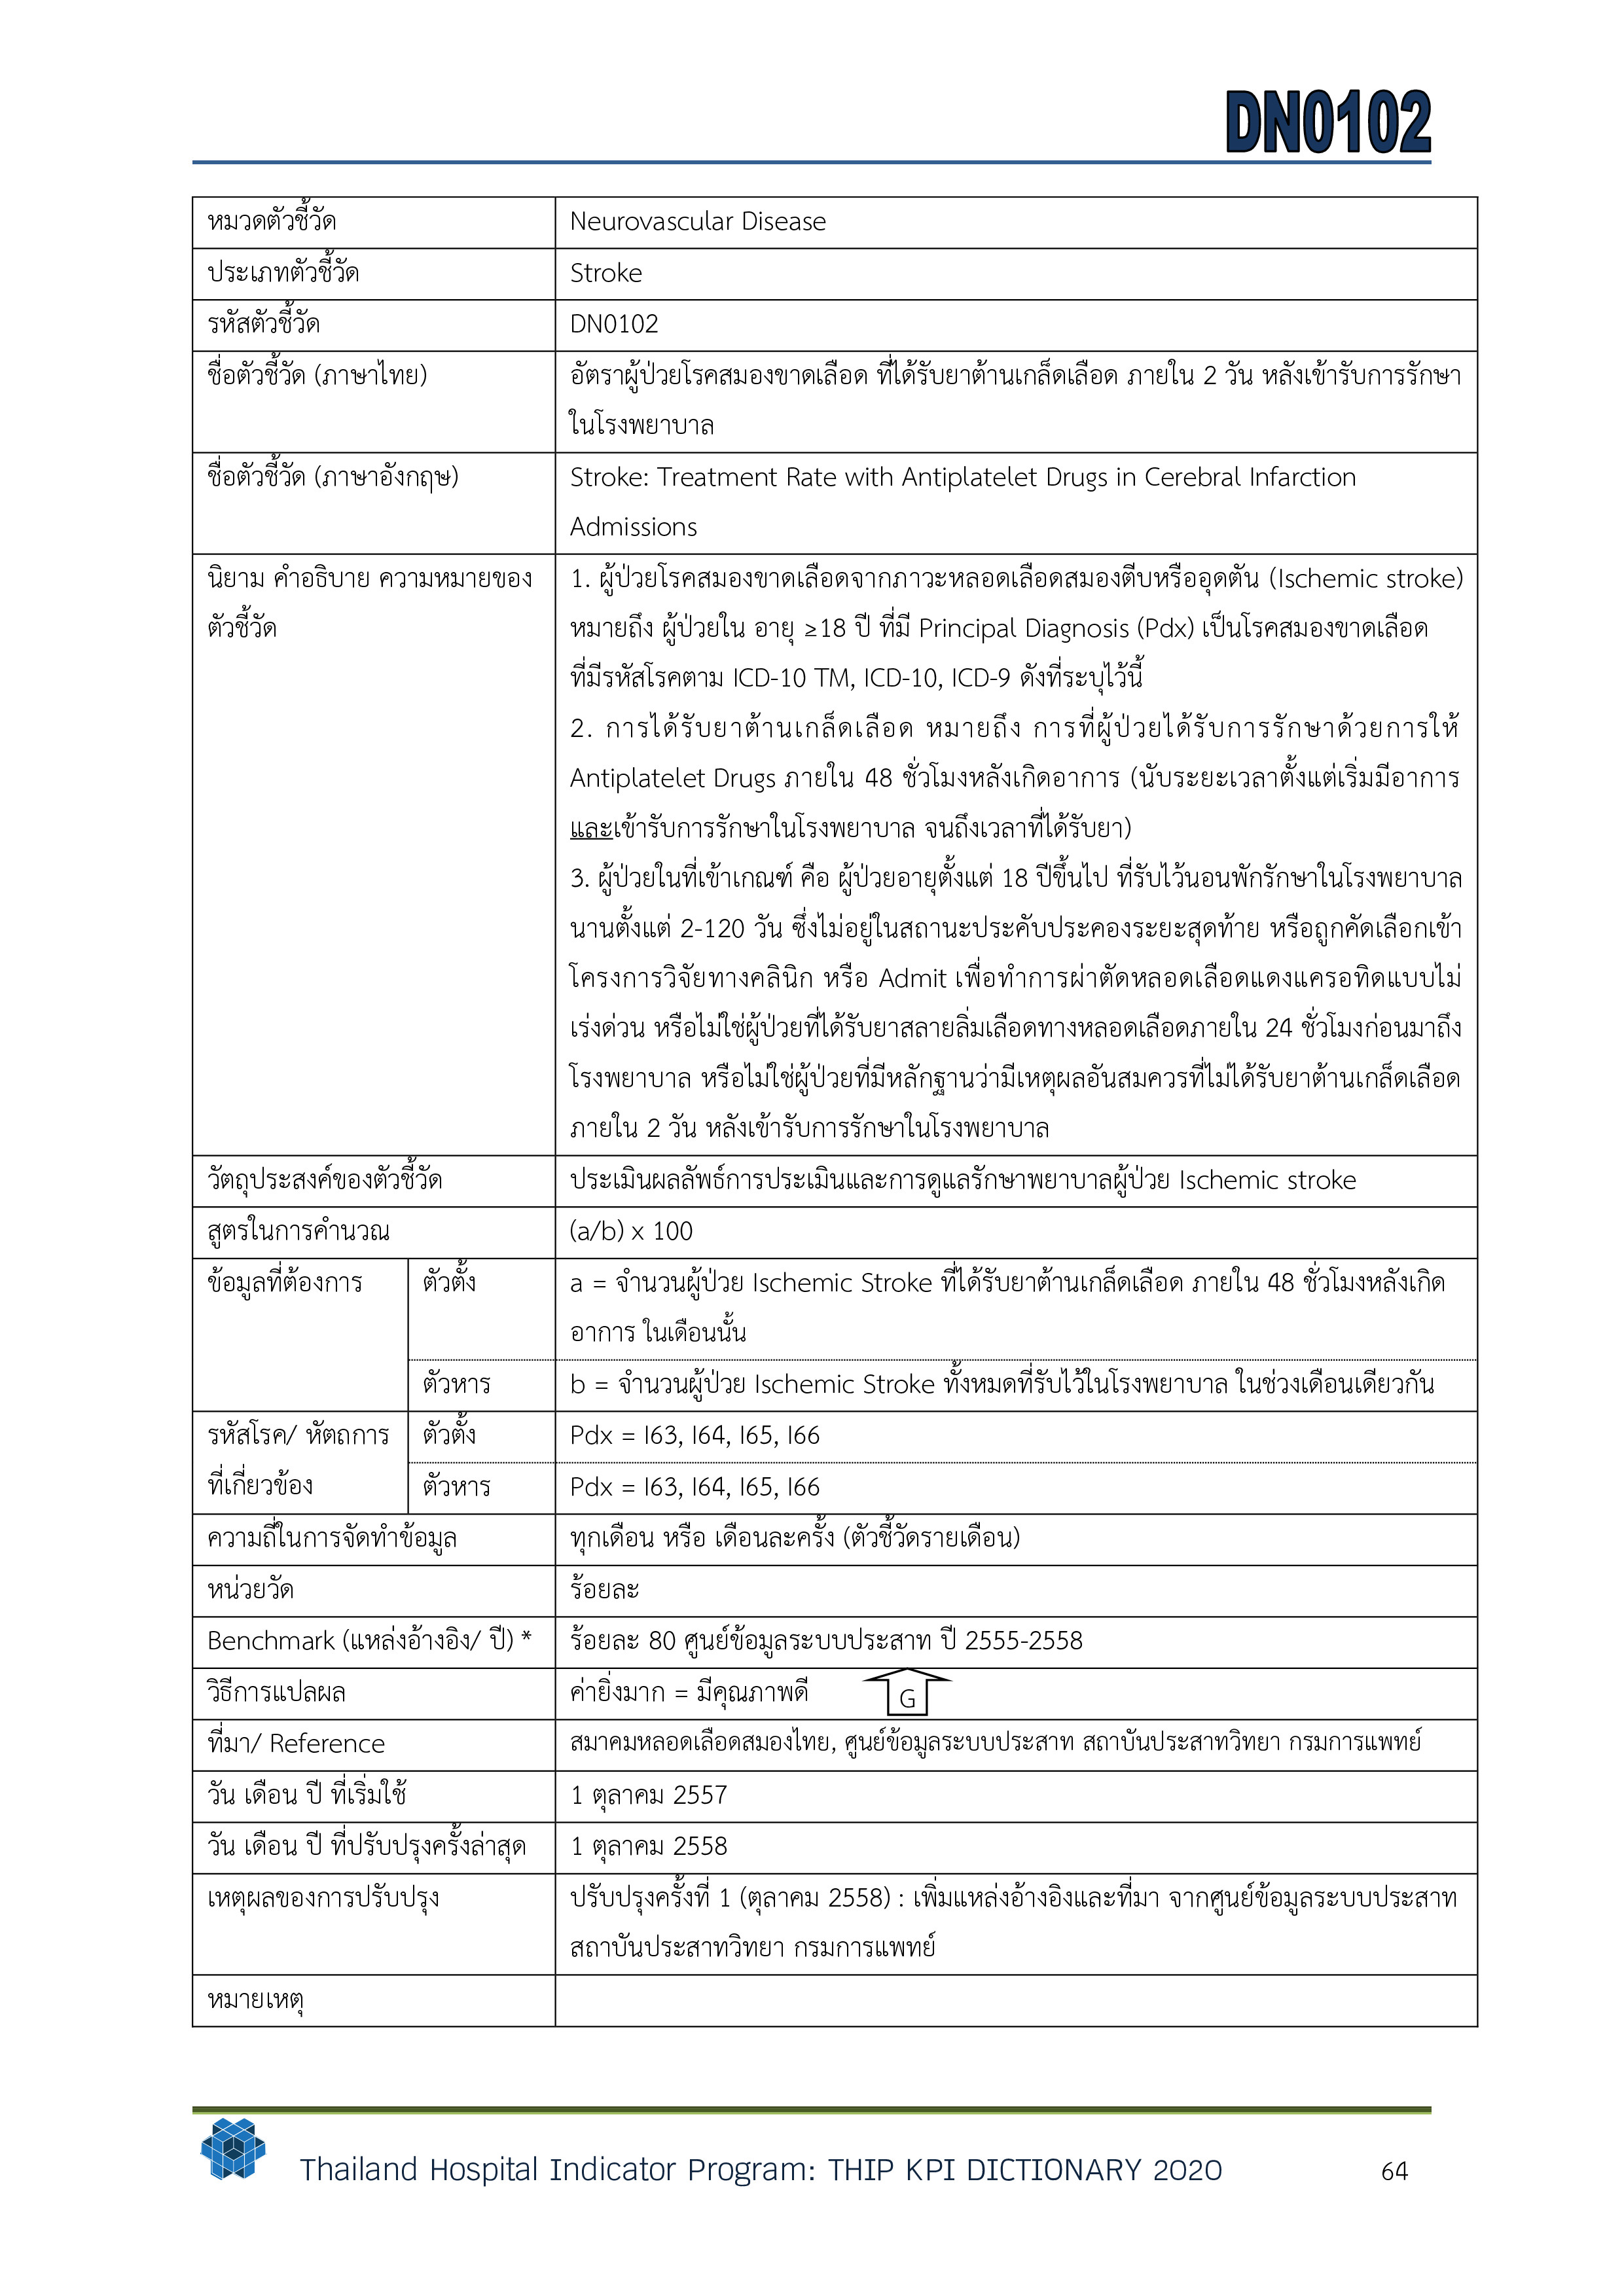 DN0102
หมวดตัวชี้วัด
Neurovascular Disease
ประเภทตัวชี้วัด
Stroke
รหัสตัวชี้วัด
DN0102
ชื่อตัวชี้วัด (ภาษาไทย)
อัตราผู้ป่วยโรคสมองขาดเลือด ที่ได้รับยาต้านเกล็ดเลือด ภายใน 2 วัน หลังเข้ารับการรักษา
ในโรงพยาบาล
ชื่อตัวชี้วัด (ภาษาอังกฤษ)
Stroke: Treatment Rate with Antiplatelet Drugs in Cerebral Infarction
Admissions
นิยาม คำอธิบาย ความหมายของ
ตัวชี้วัด
1. ผู้ป่วยโรคสมองขาดเลือดจากภาวะหลอดเลือดสมองตีบหรืออุดตัน (Ischemic stroke)
หมายถึง ผู้ป่วยใน อายุ ≥18 ปี ที่มี Principal Diagnosis (Pdx) เป็นโรคสมองขาดเลือด
ที่มีรหัสโรคตาม ICD-10 TM, ICD-10, ICD-9 ดังที่ระบุไว้นี้
2. การได้รับยาต้านเกล็ดเลือด หมายถึง การที่ผู้ป่วยได้รับการรักษาด้วยการให้
Antiplatelet Drugs ภายใน 48 ชั่วโมงหลังเกิดอาการ (นับระยะเวลาตั้งแต่เริ่มมีอาการ
และเข้ารับการรักษาในโรงพยาบาล จนถึงเวลาที่ได้รับยา)
3. ผู้ป่วยในที่เข้าเกณฑ์ คือ ผู้ป่วยอายุตั้งแต่ 18 ปีขึ้นไป ที่รับไว้นอนพักรักษาในโรงพยาบาล
นานตั้งแต่ 2-120 วัน ซึ่งไม่อยู่ในสถานะประคับประคองระยะสุดท้าย หรือถูกคัดเลือกเข้า
โครงการวิจัยทางคลินิก หรือ Admit เพื่อทำการผ่าตัดหลอดเลือดแดงแครอทิดแบบไม่
เร่งด่วน หรือไม่ใช่ผู้ป่วยที่ได้รับยาสลายลิ่มเลือดทางหลอดเลือดภายใน 24 ชั่วโมงก่อนมาถึง
โรงพยาบาล หรือไม่ใช่ผู้ป่วยที่มีหลักฐานว่ามีเหตุผลอันสมควรที่ไม่ได้รับยาต้านเกล็ดเลือด
ภายใน 2 วัน หลังเข้ารับการรักษาในโรงพยาบาล
วัตถุประสงค์ของตัวชี้วัด
ประเมินผลลัพธ์การประเมินและการดูแลรักษาพยาบาลผู้ป่วย Ischemic stroke
สูตรในการคำนวณ
(a/b) x 100
ข้อมูลที่ต้องการ
ตัวตั้ง
a = จำนวนผู้ป่วย Ischemic Stroke ที่ได้รับยาต้านเกล็ดเลือด ภายใน 48 ชั่วโมงหลังเกิด
อาการ ในเดือนนั้น
ตัวหาร
b = จำนวนผู้ป่วย Ischemic Stroke ทั้งหมดที่รับไว้ในโรงพยาบาล ในช่วงเดือนเดียวกัน
รหัสโรค/ หัตถการ
ที่เกี่ยวข้อง
ตัวตั้ง
Pdx = I63, I64, I65, I66
ตัวหาร
Pdx = I63, I64, I65, I66
ความถี่ในการจัดทำข้อมูล
ทุกเดือน หรือ เดือนละครั้ง (ตัวชี้วัดรายเดือน)
หน่วยวัด
ร้อยละ
Benchmark (แหล่งอ้างอิง/ ปี) *
ร้อยละ 80 ศูนย์ข้อมูลระบบประสาท ปี 2555-2558
วิธีการแปลผล
ค่ายิ่งมาก = มีคุณภาพดี
G
ที่มา/ Reference
สมาคมหลอดเลือดสมองไทย, ศูนย์ข้อมูลระบบประสาท สถาบันประสาทวิทยา กรมการแพทย์
วัน เดือน ปี ที่เริ่มใช้
1 ตุลาคม 2557
วัน เดือน ปี ที่ปรับปรุงครั้งล่าสุด
1 ตุลาคม 2558
เหตุผลของการปรับปรุง
ปรับปรุงครั้งที่ 1 (ตุลาคม 2558) : เพิ่มแหล่งอ้างอิงและที่มา จากศูนย์ข้อมูลระบบประสาท
สถาบันประสาทวิทยา กรมการแพทย์
หมายเหตุ
Thailand Hospital Indicator Program: THIP KPI DICTIONARY 2020
64